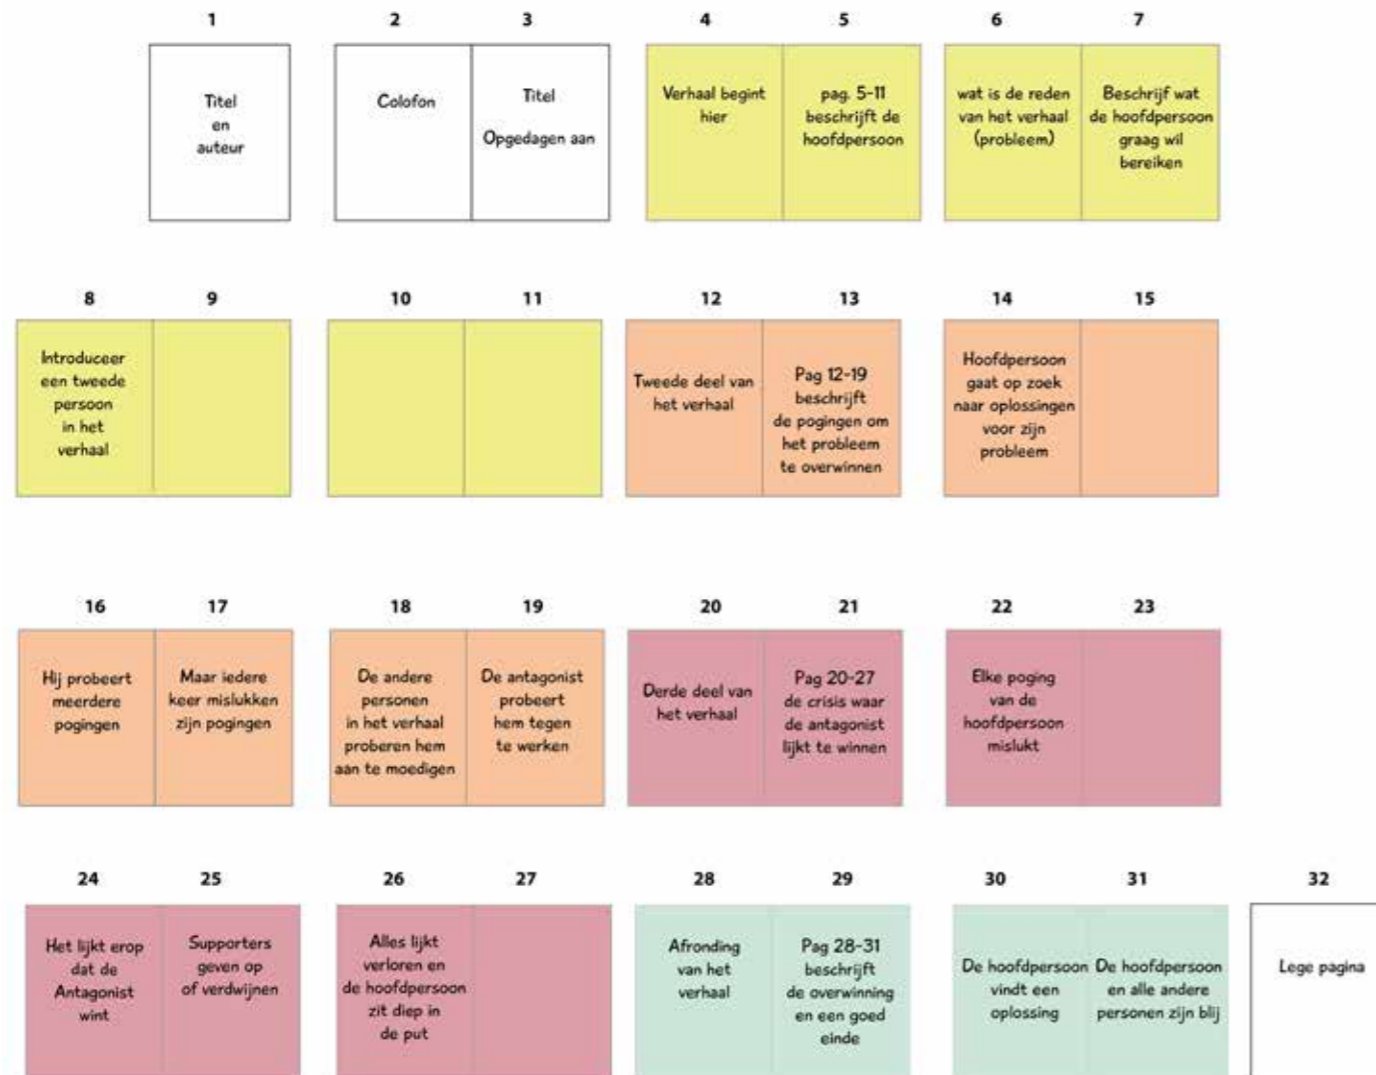 1
2
3
4
5
6
7
Titel
en
auteur
Colofon
Titel
Opgedagen aan
Verhaal begint
hier
pag. 5-11
beschrijft de
hoofdpersoon
wat is de reden
van het verhaal
(probleem)
Beschrijf wat
de hoofdpersoon
graag wil
bereiken
8
9
10
11
12
13
14
15
Introduceer
een tweede
persoon
in het
verhaal
Tweede deel van
het verhaal
Pag 12-19
beschrijft
de pogingen om
het probleem
te overwinnen
Hoofdpersoon
gaat op zoek
naar oplossingen
voor zijn
probleem
16
17
18
19
20
21
22
23
Hij probeert
meerdere
pogingen
Maar iedere
keer mislukken
zijn pogingen
De andere
personen
in het verhaal
proberen hem
aan te moedigen
De antagonist
probeert
hem tegen
te werken
Derde deel van
het verhaal
Pag 20-27
de crisis waar
de antagonist
lijkt te winnen
Elke poging
van de
hoofdpersoon
mislukt
24
25
26
27
28
29
30
31
32
Het lijkt erop
dat de
Antagonist
wint
Supporters
geven op
of verdwijnen
Alles lijkt
verloren en
de hoofdpersoon
zit diep in
de put
Afronding
van het
verhaal
Pag 28-31
beschrijft
de overwinning
en een goed
einde
De hoofdpersoon
vindt een
oplossing
De hoofdpersoon
en alle andere
personen zijn blij
Lege pagina